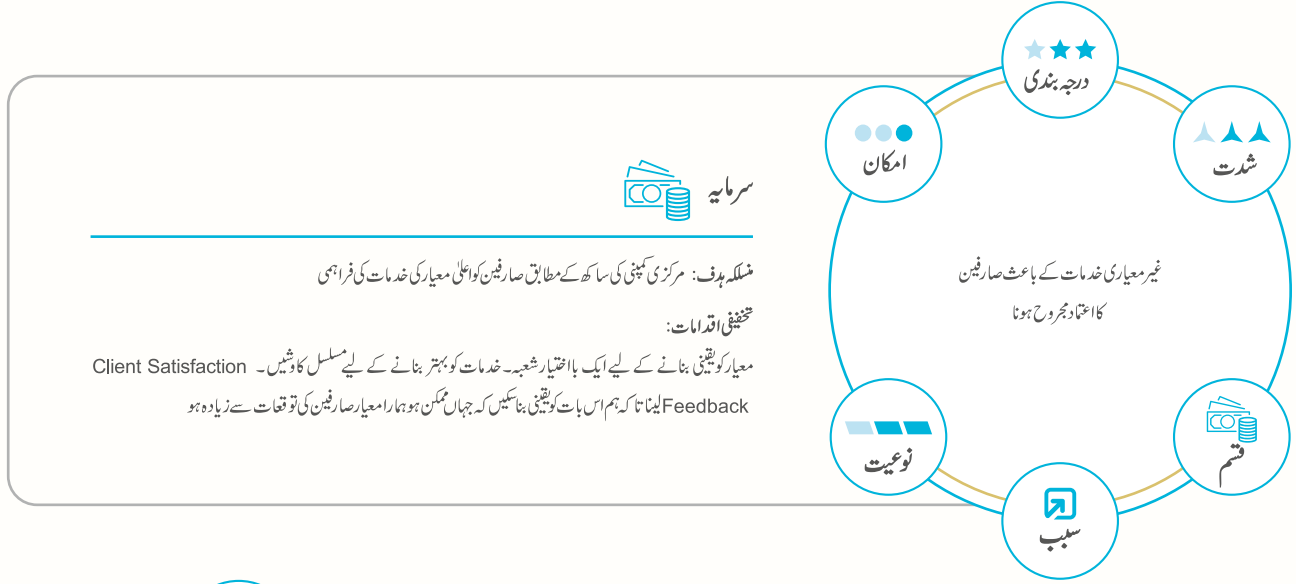 درجہ بندی
شدت
امکان
غیر معیاری خدمات کے باعث صارفین
کا اعتماد مجروح ہونا
قسم
نوعیت
سبب
سرمایہ
منسلکہ ہدف: مرکزی کمپنی کی ساکھ کے مطابق صارفین کو اعلیٰ معیار کی خدمات کی فراہمی
تخفیفی اقدامات:
معیار کو یقینی بنانے کے لیے ایک بااختیار شعبہ۔ خدمات کو بہتر بنانے کے لیے مسلسل کاوشیں۔ Client Satisfaction
Feedback لینا تا کہ ہم اس بات کو یقینی بناسکیں کہ جہاں ممکن ہو ہمارا معیار صارفین کی توقعات سے زیادہ ہو